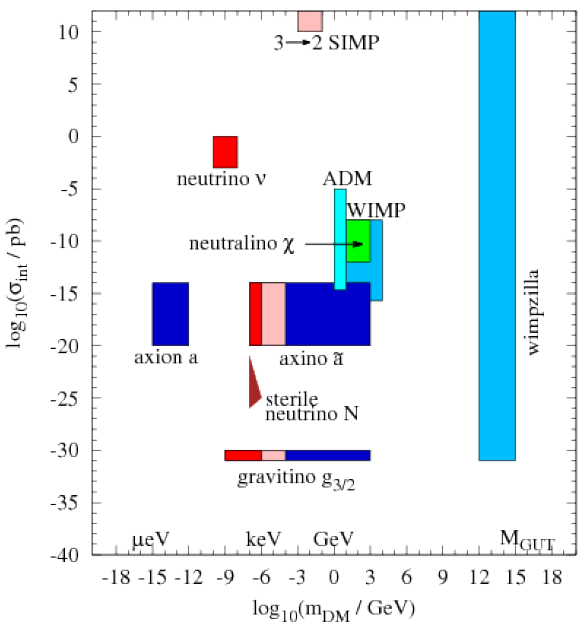 10
3→2 SIMP
5
0
neutrino ν
-5
ADM
WIMP
neutralino χ
-10
log10(σint / pb)
-15
wimpzilla
-20
axion a
axino ã
-25
sterile
neutrino N
-30
gravitino g3/2
-35
μeV keV GeV MGUT
-40
-18 -15 -12 -9 -6 -3 0 3 6 9 12 15 18
log10(mDM / GeV)